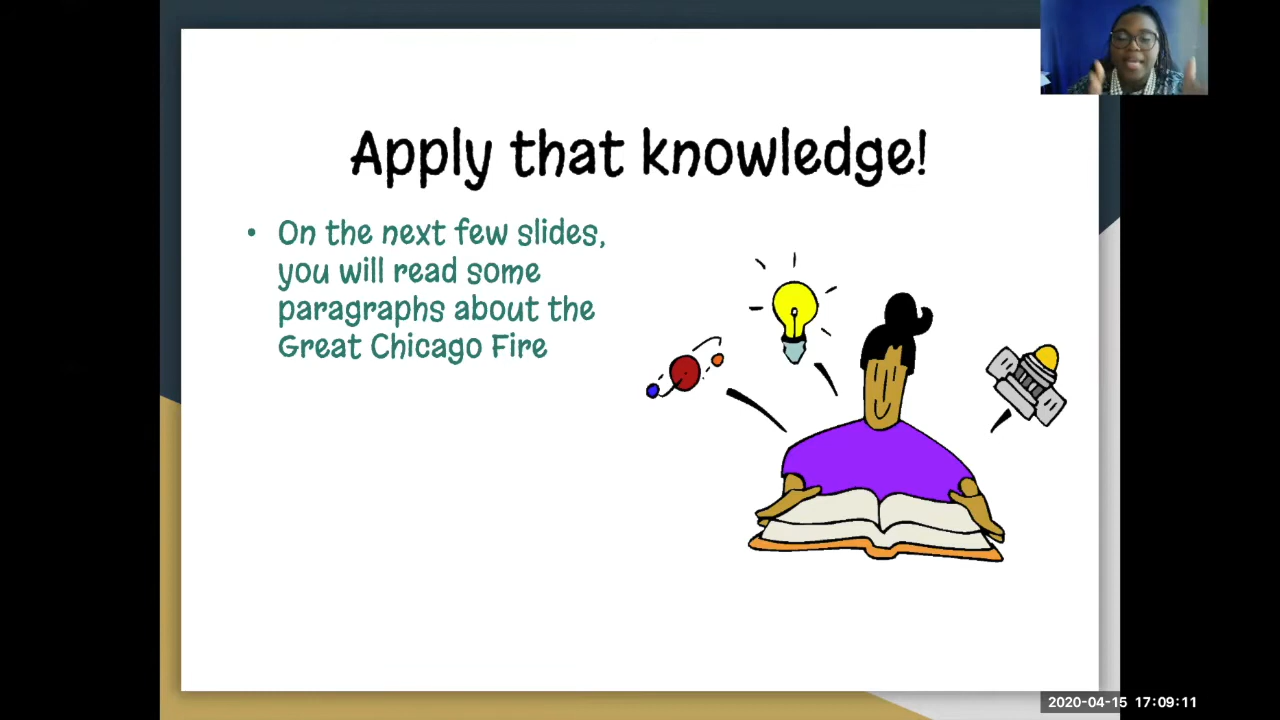 Apply that knowledge!
• On the next few slides,
you will read some
paragraphs about the
Great Chicago Fire
2020-04-15 17:09:11